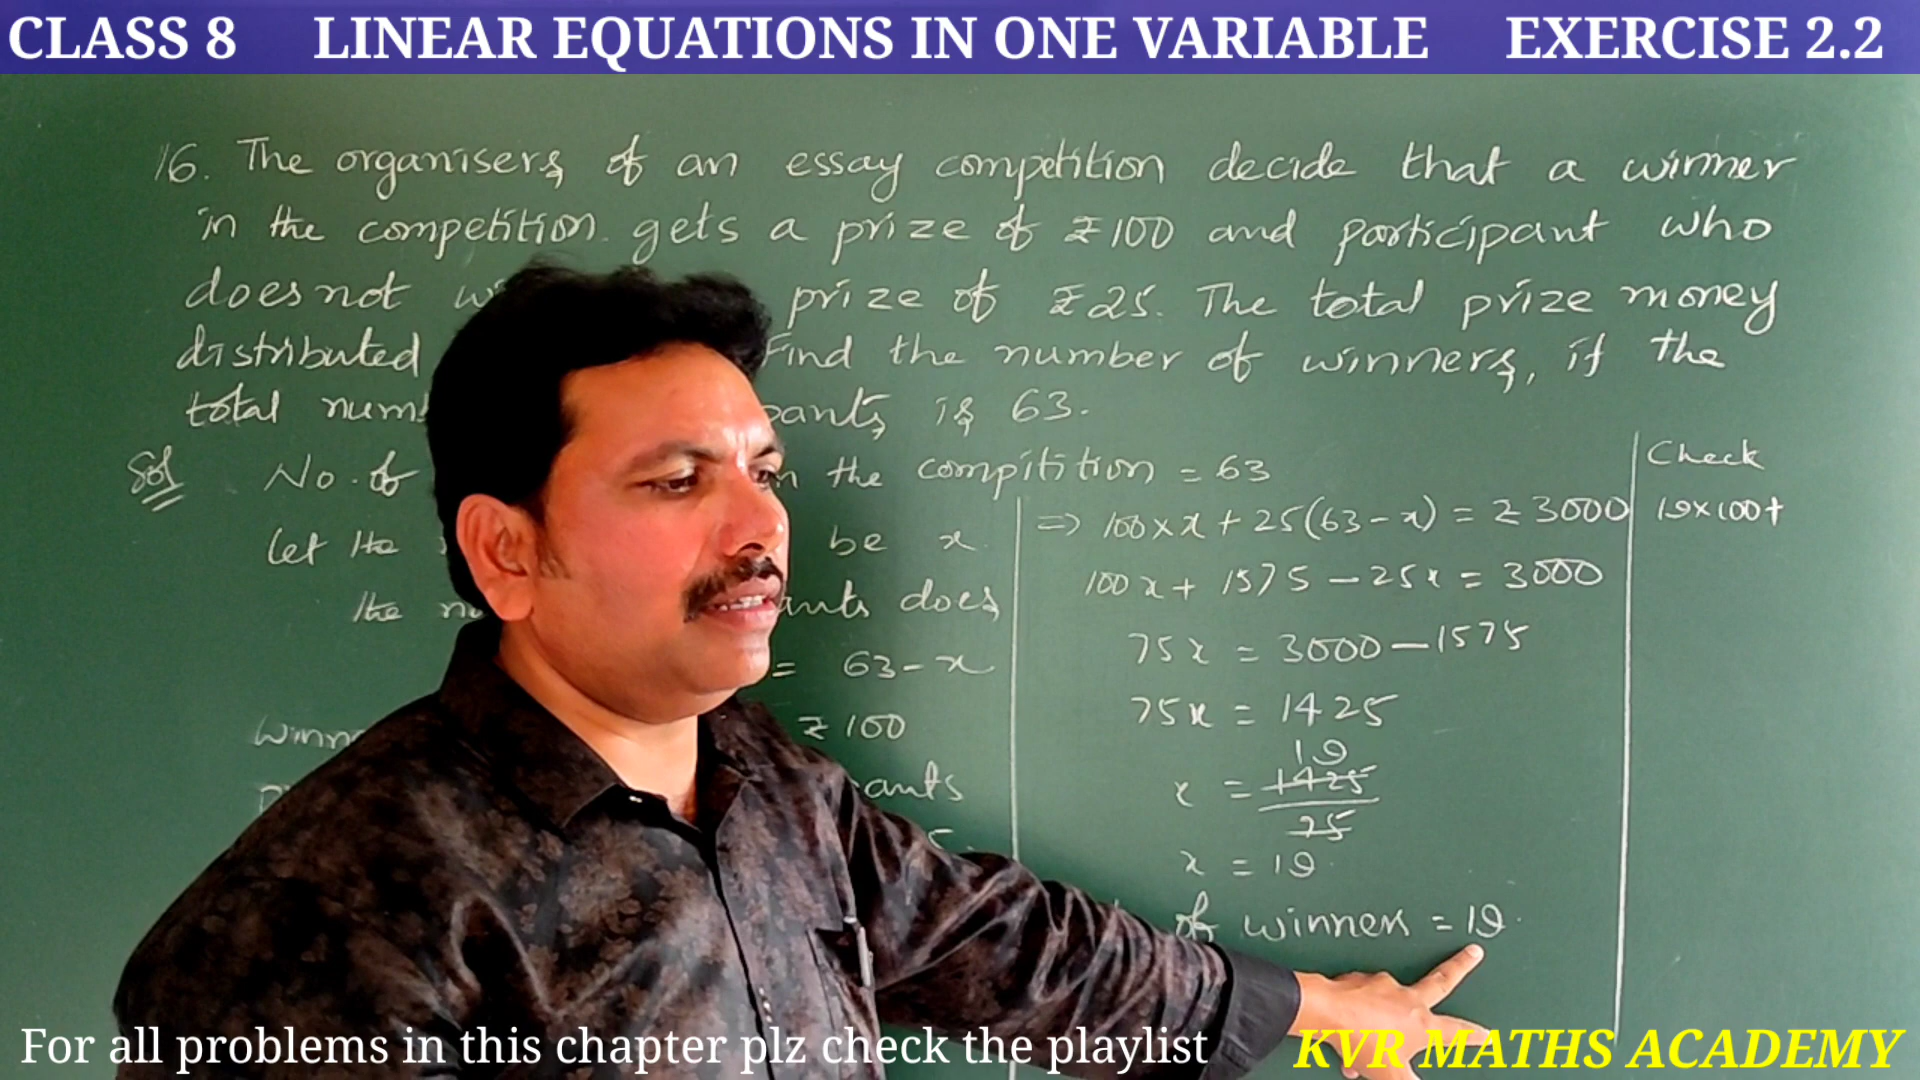 CLASS 8 LINEAR EQUATIONS IN ONE VARIABLE EXERCISE 2.2
16. The organisers of an essay competition decide that a winner
in the competition gets a prize of ₹100 and participant who
does not prize of ₹25. The total prize money
distributed Find the number of winners, if the
total is 63.
Sol No. of the compitition = 63
Let the be x
the does
= 63-x
₹100
⇒ 100×x + 25(63-x) = ₹3000
100x + 1575 - 25x = 3000
75x = 3000 - 1575
75x = 1425
19
x = 1425
75
x = 19
of winners = 19.
Check
19×100+
For all problems in this chapter plz check the playlist
KVR MATHS ACADEMY